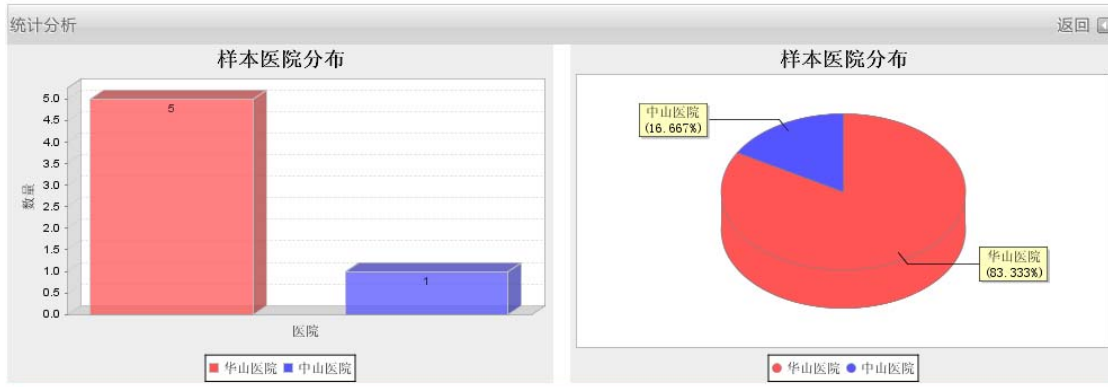 统计分析
返回
样本医院分布
5.0
4.5
4.0
3.5
3.0
2.5
2.0
1.5
1.0
0.5
0.0
数量
5
1
医院
华山医院 中山医院
样本医院分布
中山医院
(16.667%)
华山医院
(83.333%)
华山医院 中山医院